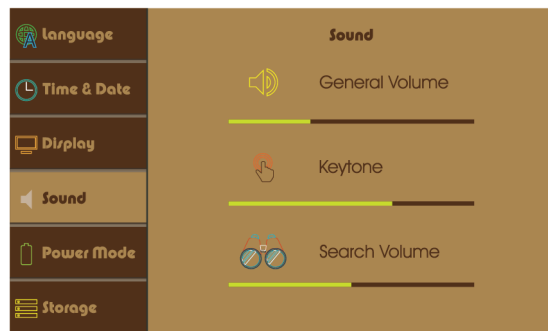 Language
Time & Date
Display
Sound
Power Mode
Storage
Sound
General Volume
Keytone
Search Volume